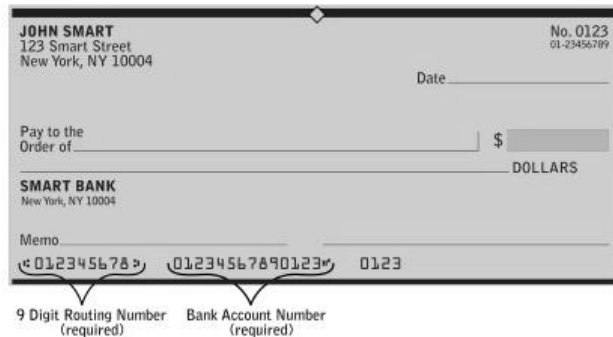 JOHN SMART
123 Smart Street
New York, NY 10004
No. 0123
01-23456789
Date
Pay to the
Order of
$
DOLLARS
SMART BANK
New York, NY 10004
Memo
⑆012345678⑆ 01234567890123⑈ 0123
9 Digit Routing Number
(required)
Bank Account Number
(required)